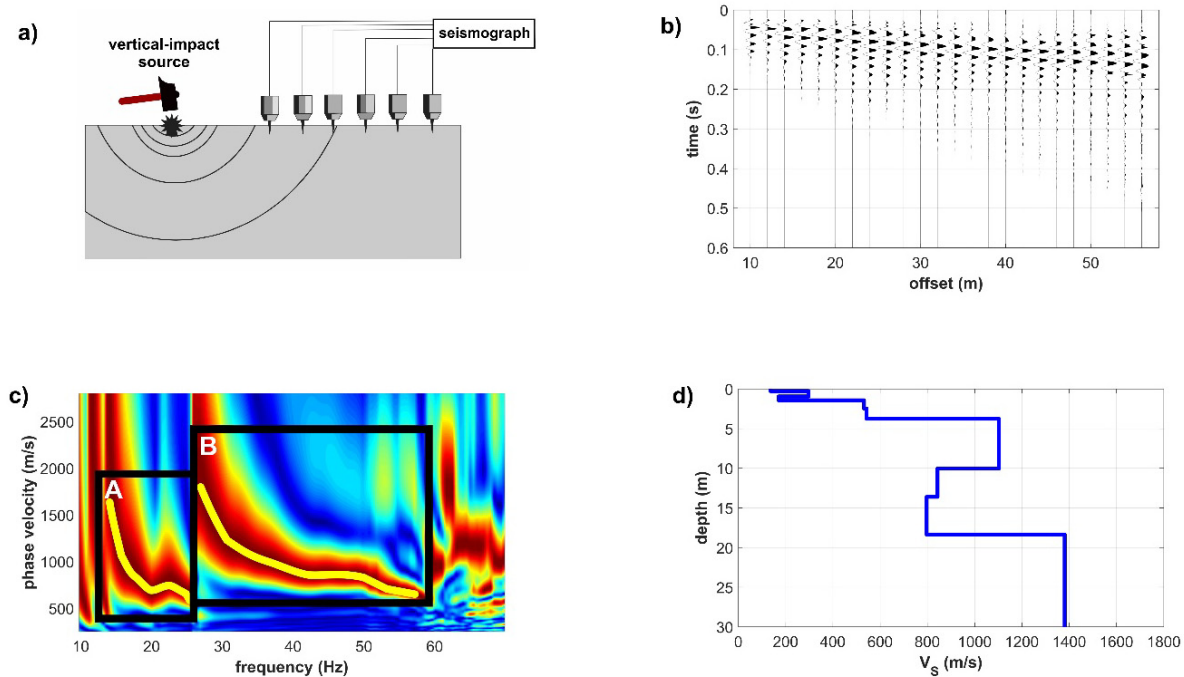 a)
vertical-impact
source
seismograph
b)
0
0.1
0.2
0.3
0.4
0.5
0.6
time (s)
10 20 30 40 50
offset (m)
c)
2500
2000
1500
1000
500
phase velocity (m/s)
A
B
10 20 30 40 50 60
frequency (Hz)
d)
0
5
10
15
20
25
30
depth (m)
0 200 400 600 800 1000 1200 1400 1600 1800
V_S (m/s)